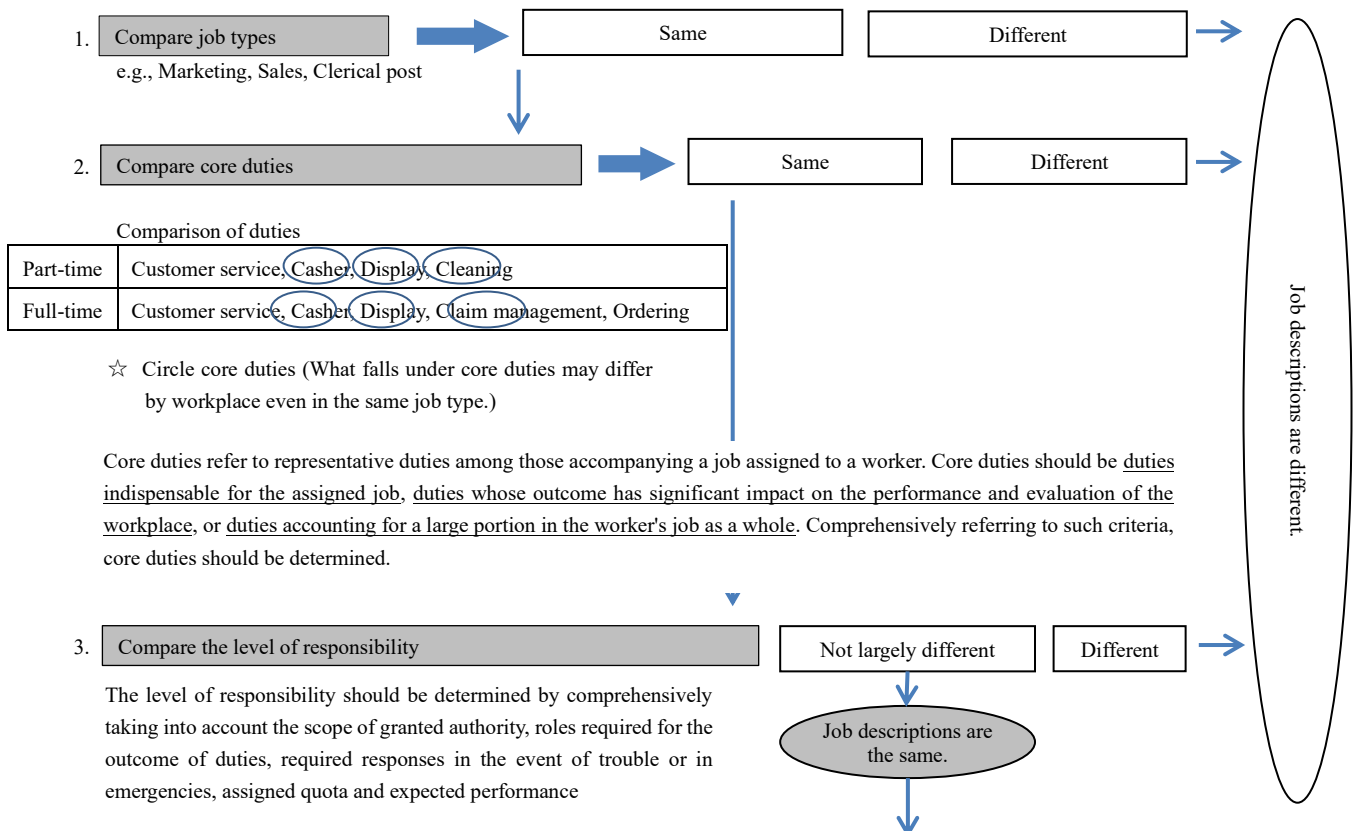 1. Compare job types
Same
Different
e.g., Marketing, Sales, Clerical post
2. Compare core duties
Same
Different
Comparison of duties
Part-time Customer service, Casher, Display, Cleaning
Full-time Customer service, Casher, Display, Claim management, Ordering
☆ Circle core duties (What falls under core duties may differ
by workplace even in the same job type.)
Core duties refer to representative duties among those accompanying a job assigned to a worker. Core duties should be duties
indispensable for the assigned job, duties whose outcome has significant impact on the performance and evaluation of the
workplace, or duties accounting for a large portion in the worker's job as a whole. Comprehensively referring to such criteria,
core duties should be determined.
3. Compare the level of responsibility
Not largely different
Different
The level of responsibility should be determined by comprehensively
taking into account the scope of granted authority, roles required for the
outcome of duties, required responses in the event of trouble or in
emergencies, assigned quota and expected performance
Job descriptions are
the same.
Job descriptions are different.